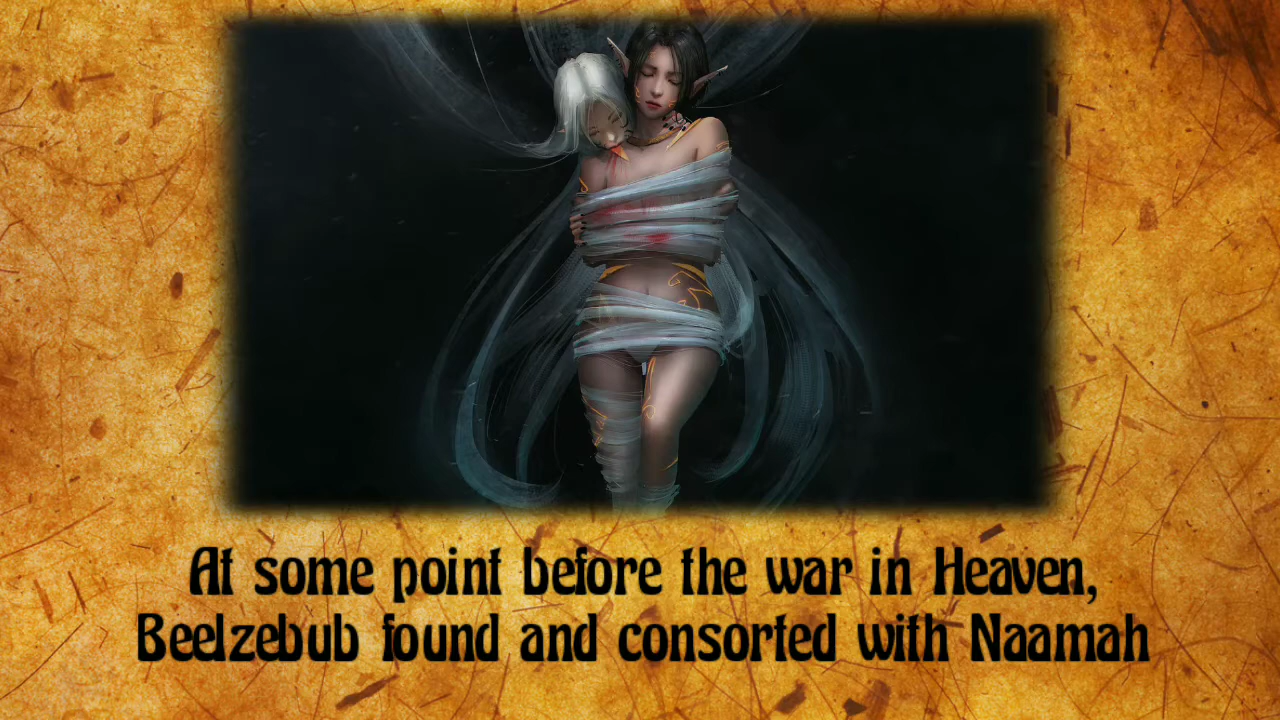 At some point before the war in Heaven,
Beelzebub found and consorted with Naamah